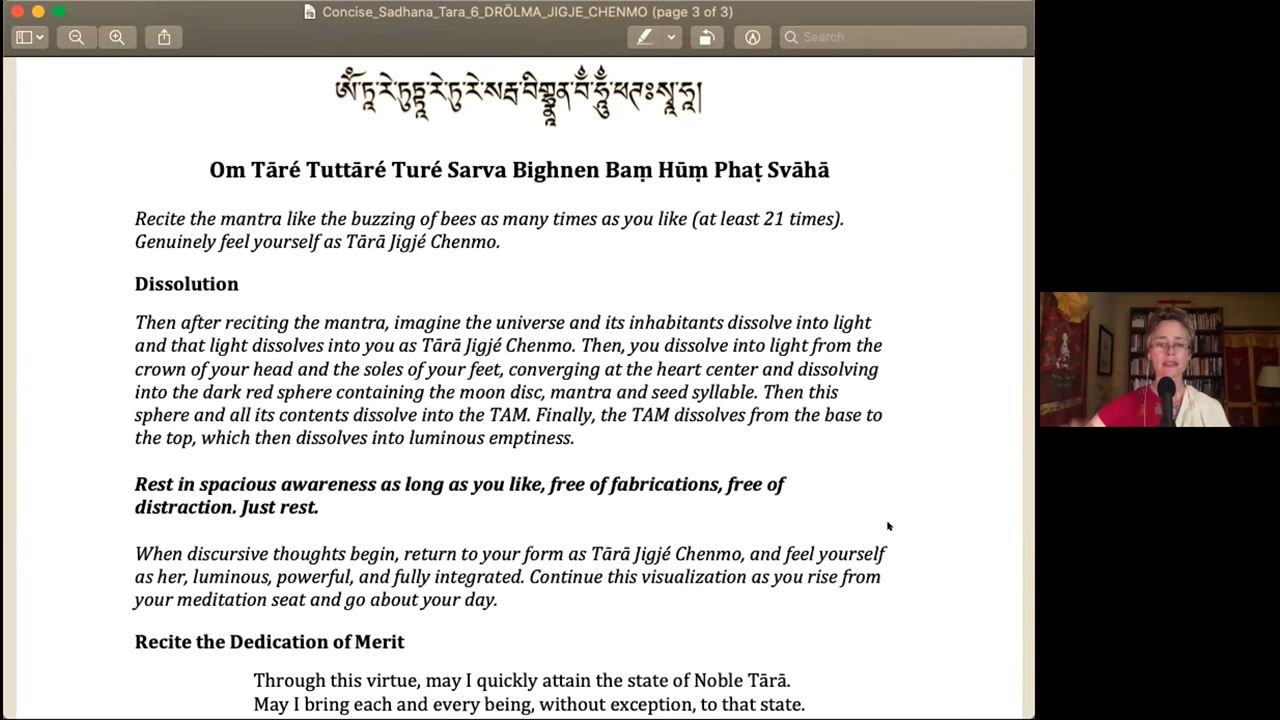 Concise_Sadhana_Tara_6_DRÖLMA_JIGJE_CHENMO (page 3 of 3)
Search
Om Tāré Tuttāré Turé Sarva Bighnen Baṃ Hūṃ Phaṭ Svāhā
Recite the mantra like the buzzing of bees as many times as you like (at least 21 times).
Genuinely feel yourself as Tārā Jigjé Chenmo.
Dissolution
Then after reciting the mantra, imagine the universe and its inhabitants dissolve into light
and that light dissolves into you as Tārā Jigjé Chenmo. Then, you dissolve into light from the
crown of your head and the soles of your feet, converging at the heart center and dissolving
into the dark red sphere containing the moon disc, mantra and seed syllable. Then this
sphere and all its contents dissolve into the TAM. Finally, the TAM dissolves from the base to
the top, which then dissolves into luminous emptiness.
Rest in spacious awareness as long as you like, free of fabrications, free of
distraction. Just rest.
When discursive thoughts begin, return to your form as Tārā Jigjé Chenmo, and feel yourself
as her, luminous, powerful, and fully integrated. Continue this visualization as you rise from
your meditation seat and go about your day.
Recite the Dedication of Merit
Through this virtue, may I quickly attain the state of Noble Tārā.
May I bring each and every being, without exception, to that state.